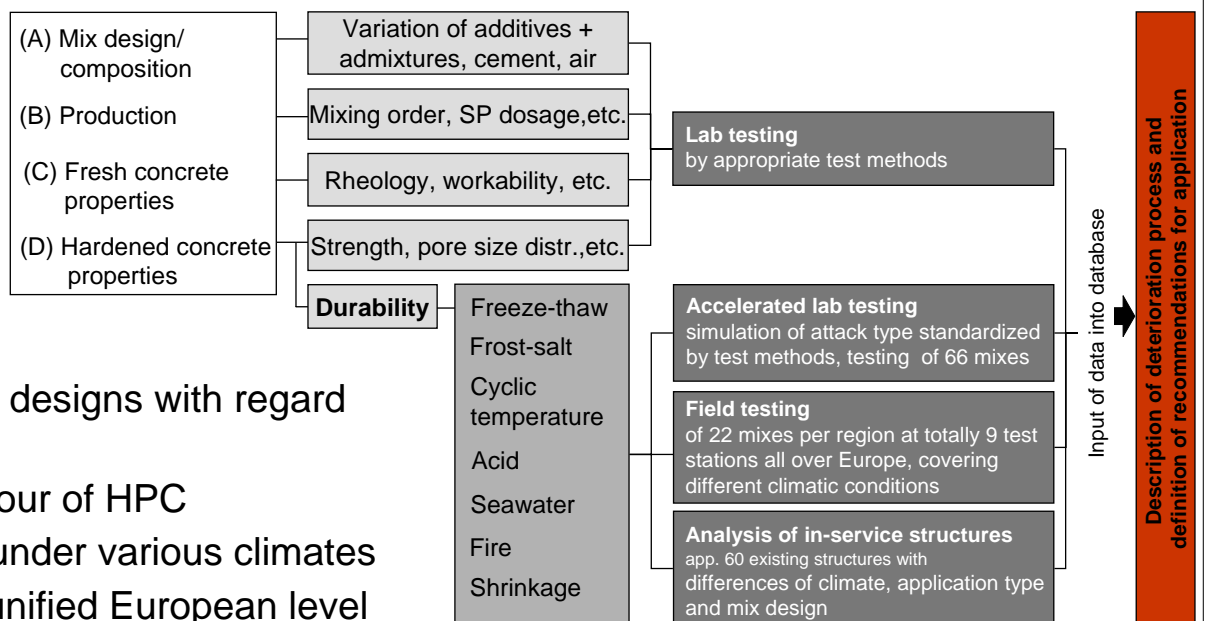 (A) Mix design/
composition
(B) Production
(C) Fresh concrete
properties
(D) Hardened concrete
properties
Variation of additives +
admixtures, cement, air
Mixing order, SP dosage,etc.
Rheology, workability, etc.
Strength, pore size distr.,etc.
Durability
Freeze-thaw
Frost-salt
Cyclic
temperature
Acid
Seawater
Fire
Shrinkage
Lab testing
by appropriate test methods
Accelerated lab testing
simulation of attack type standardized
by test methods, testing of 66 mixes
Field testing
of 22 mixes per region at totally 9 test
stations all over Europe, covering
different climatic conditions
Analysis of in-service structures
app. 60 existing structures with
differences of climate, application type
and mix design
Input of data into database
Description of deterioration process and
definition of recommendations for application
designs with regard
our of HPC
under various climates
unified European level